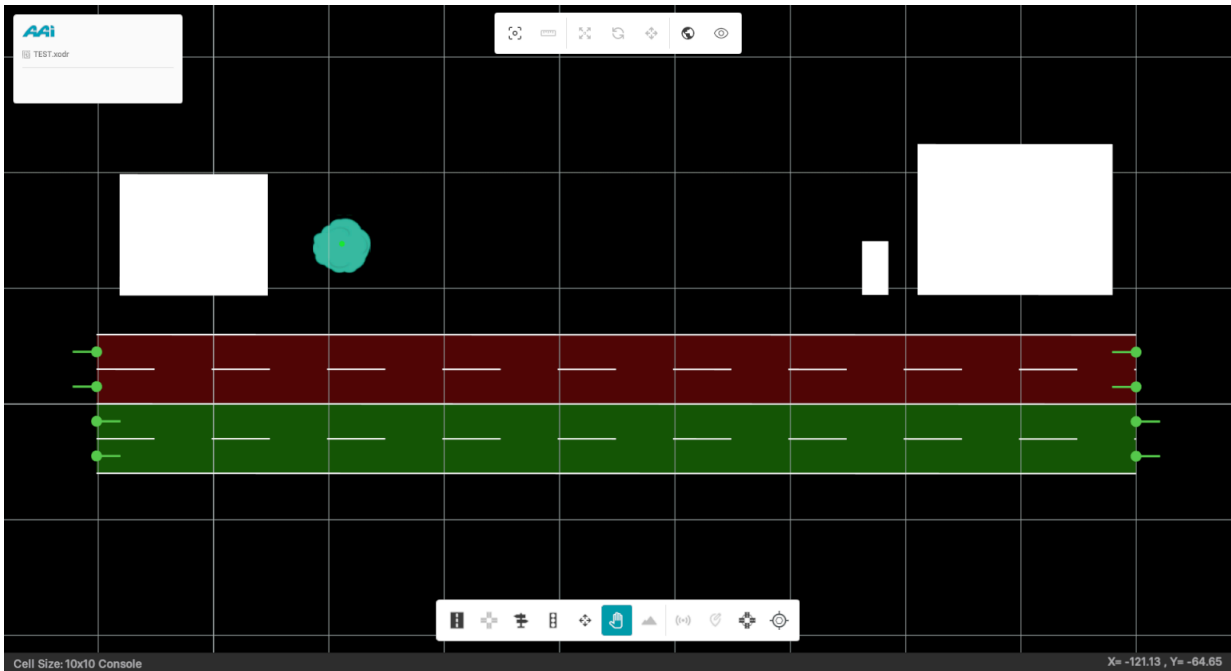 AAi
TEST.xodr
Cell Size: 10x10 Console
X= -121.13 , Y= -64.65